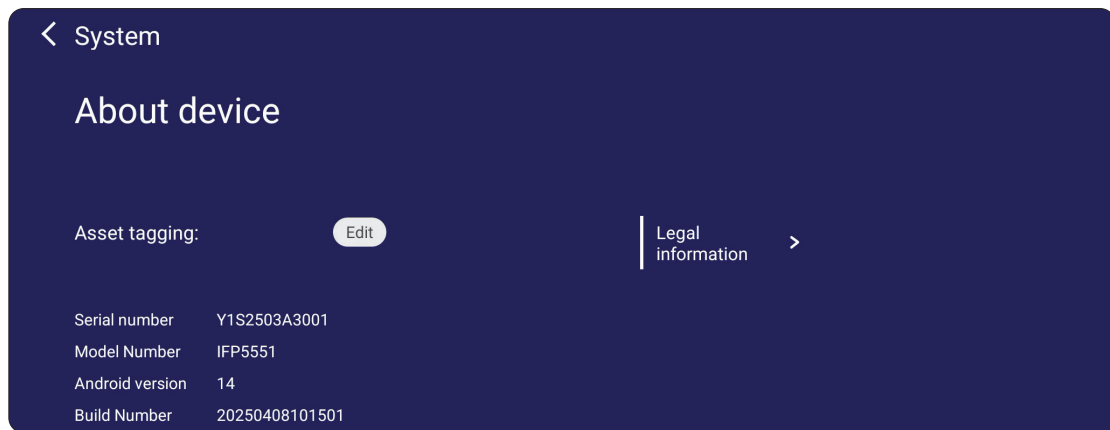 System
About device
Asset tagging: Edit
Legal
information
Serial number Y1S2503A3001
Model Number IFP5551
Android version 14
Build Number 20250408101501